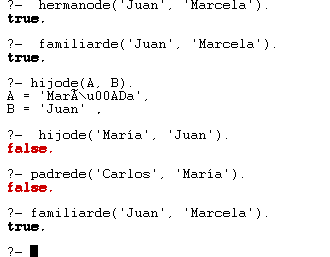 ?- hermanode('Juan', 'Marcela').
true.
?- familiarde('Juan', 'Marcela').
true.
?- hijode(A, B).
A = 'MarÃ\u00ADa',
B = 'Juan' ,
?- hijode('María', 'Juan').
false.
?- padrede('Carlos', 'María').
false.
?- familiarde('Juan', 'Marcela').
true.
?-